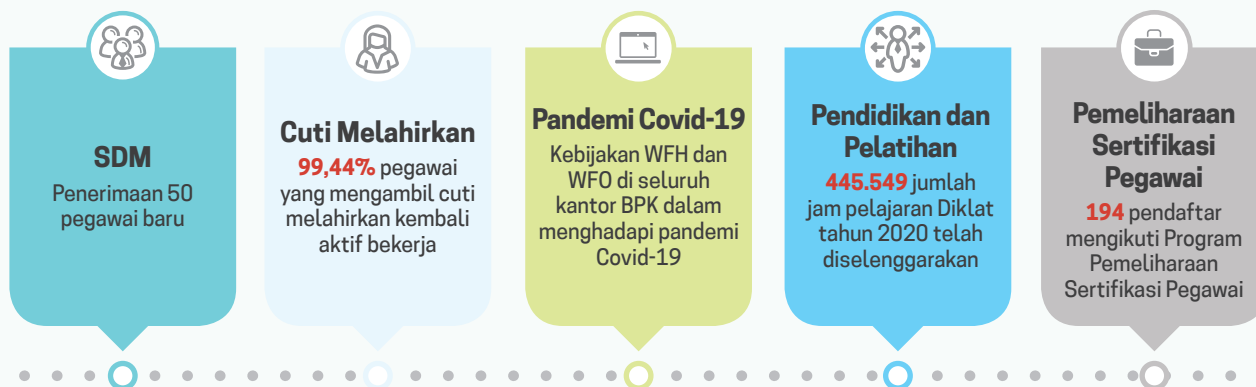 SDM
Penerimaan 50
pegawai baru
Cuti Melahirkan
99,44% pegawai
yang mengambil cuti
melahirkan kembali
aktif bekerja
Pandemi Covid-19
Kebijakan WFH dan
WFO di seluruh
kantor BPK dalam
menghadapi pandemi
Covid-19
Pendidikan dan
Pelatihan
445.549 jumlah
jam pelajaran Diklat
tahun 2020 telah
diselenggarakan
Pemeliharaan
Sertifikasi
Pegawai
194 pendaftar
mengikuti Program
Pemeliharaan
Sertifikasi Pegawai